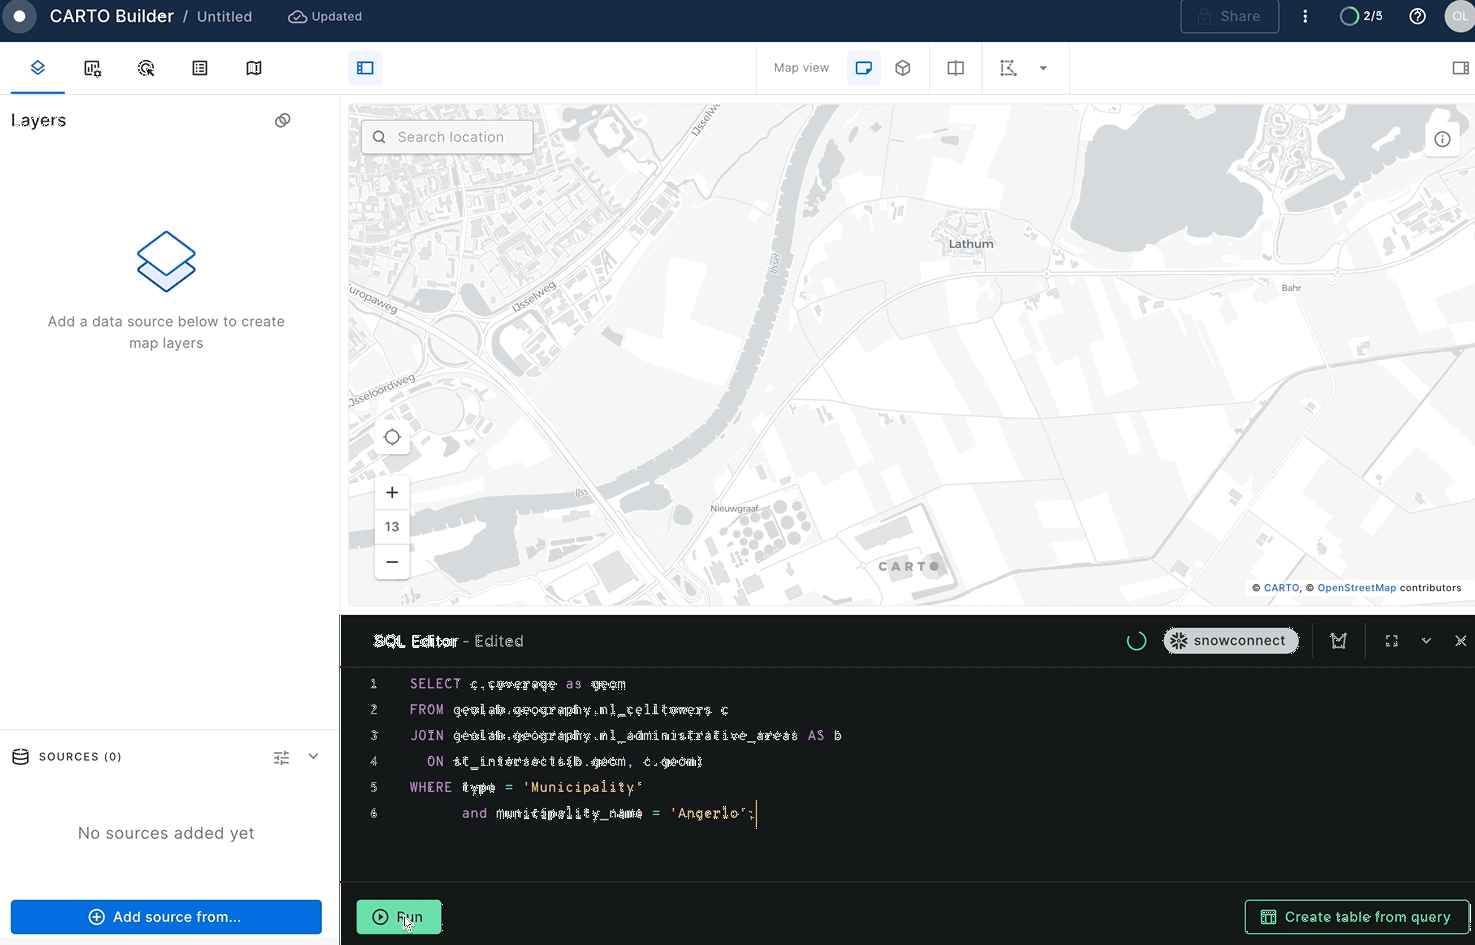 CARTO Builder / Untitled
Updated
Share
2/5
OL
Map view
Layers
Add a data source below to create
map layers
Search location
IJsselw
Lathum
IJssel
Bahr
uropaweg
IJsselweg
IJsseloordweg
IJss
Nieuwgraaf
13
CARTO
© CARTO, © OpenStreetMap contributors
SQL Editor - Edited
snowconnect
1 SELECT c.coverage as geom
2 FROM geolab.geography.nl_celltowers c
3 JOIN geolab.geography.nl_administrative_areas AS b
4 ON st_intersects(b.geom, c.geom)
5 WHERE type = 'Municipality'
6 and municipality_name = 'Angerlo';
SOURCES (0)
No sources added yet
Add source from...
Run
Create table from query